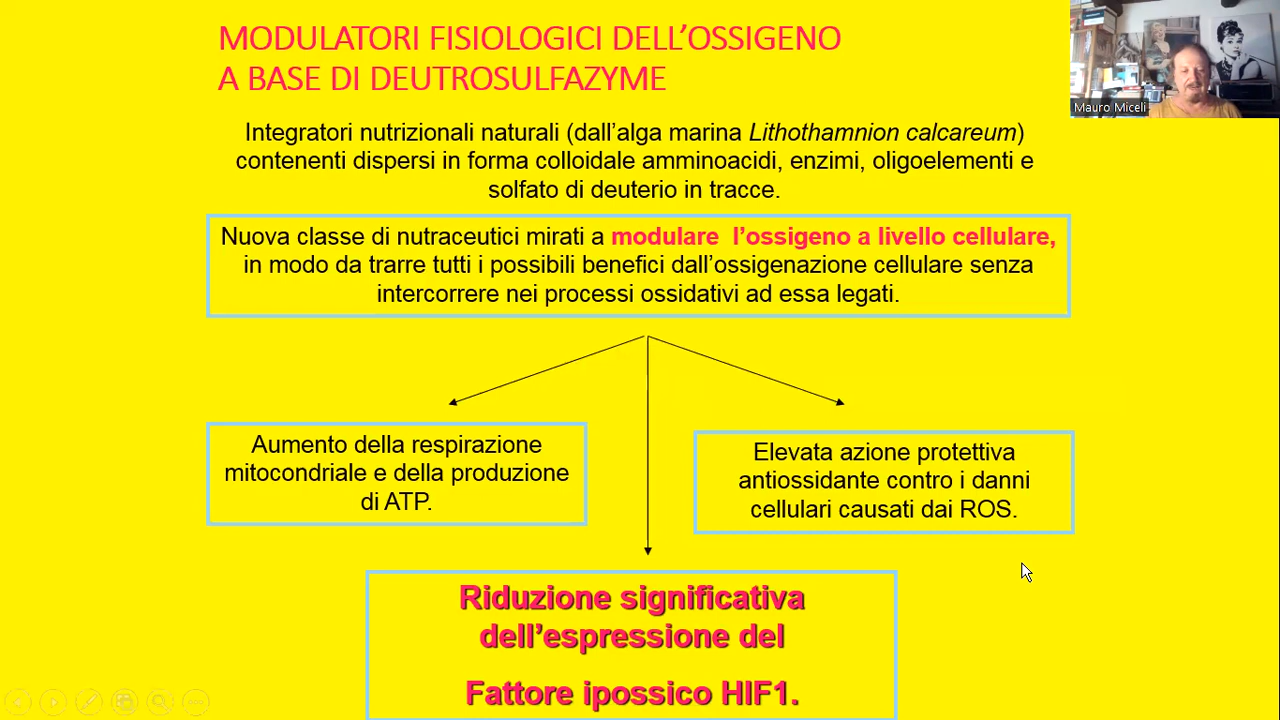 MODULATORI FISIOLOGICI DELL’OSSIGENO
A BASE DI DEUTROSULFAZYME
Mauro Miceli
Integratori nutrizionali naturali (dall’alga marina Lithothamnion calcareum)
contenenti dispersi in forma colloidale amminoacidi, enzimi, oligoelementi e
solfato di deuterio in tracce.
Nuova classe di nutraceutici mirati a modulare l’ossigeno a livello cellulare,
in modo da trarre tutti i possibili benefici dall’ossigenazione cellulare senza
intercorrere nei processi ossidativi ad essa legati.
Aumento della respirazione
mitocondriale e della produzione
di ATP.
Elevata azione protettiva
antiossidante contro i danni
cellulari causati dai ROS.
Riduzione significativa
dell’espressione del
Fattore ipossico HIF1.